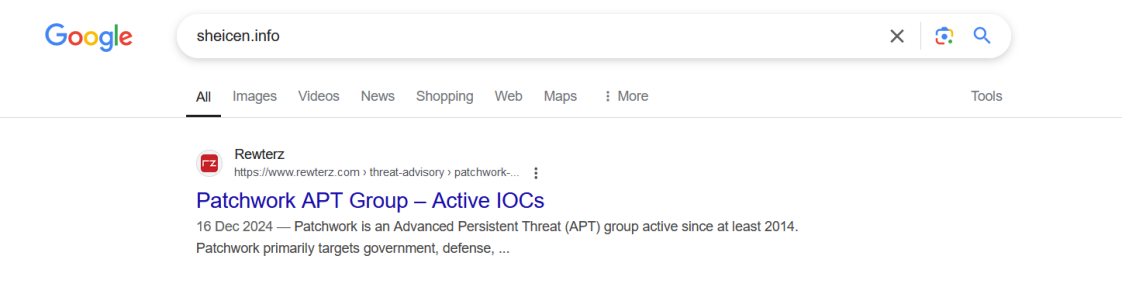 Google
sheicen.info
All Images Videos News Shopping Web Maps More Tools
rz
Rewterz
https://www.rewterz.com › threat-advisory › patchwork-...
Patchwork APT Group – Active IOCs
16 Dec 2024 — Patchwork is an Advanced Persistent Threat (APT) group active since at least 2014.
Patchwork primarily targets government, defense, ...